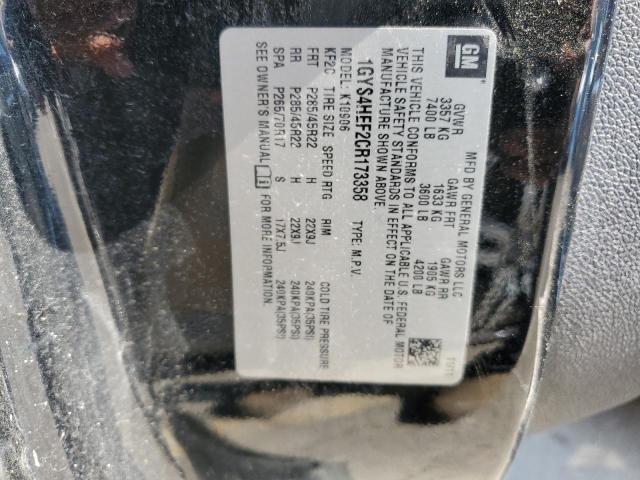 GM
MFD BY GENERAL MOTORS LLC
GVWR GAWR FRT GAWR RR
3357 KG 1633 KG 1905 KG
7400 LB 3600 LB 4200 LB
THIS VEHICLE CONFORMS TO ALL APPLICABLE U.S. FEDERAL MOTOR
VEHICLE SAFETY STANDARDS IN EFFECT ON THE DATE OF
MANUFACTURE SHOWN ABOVE.
1GYS4HEF2CR173358 TYPE: M.P.V.
MODEL: K10906
KF2C TIRE SIZE SPEED RTG RIM COLD TIRE PRESSURE
FRT P285/45R22 H 22X9J 240KPA(35PSI)
RR P285/45R22 H 22X9J 240KPA(35PSI)
SPA P265/70R17 S 17X7.5J 240KPA(35PSI)
SEE OWNER'S MANUAL FOR MORE INFORMATION.